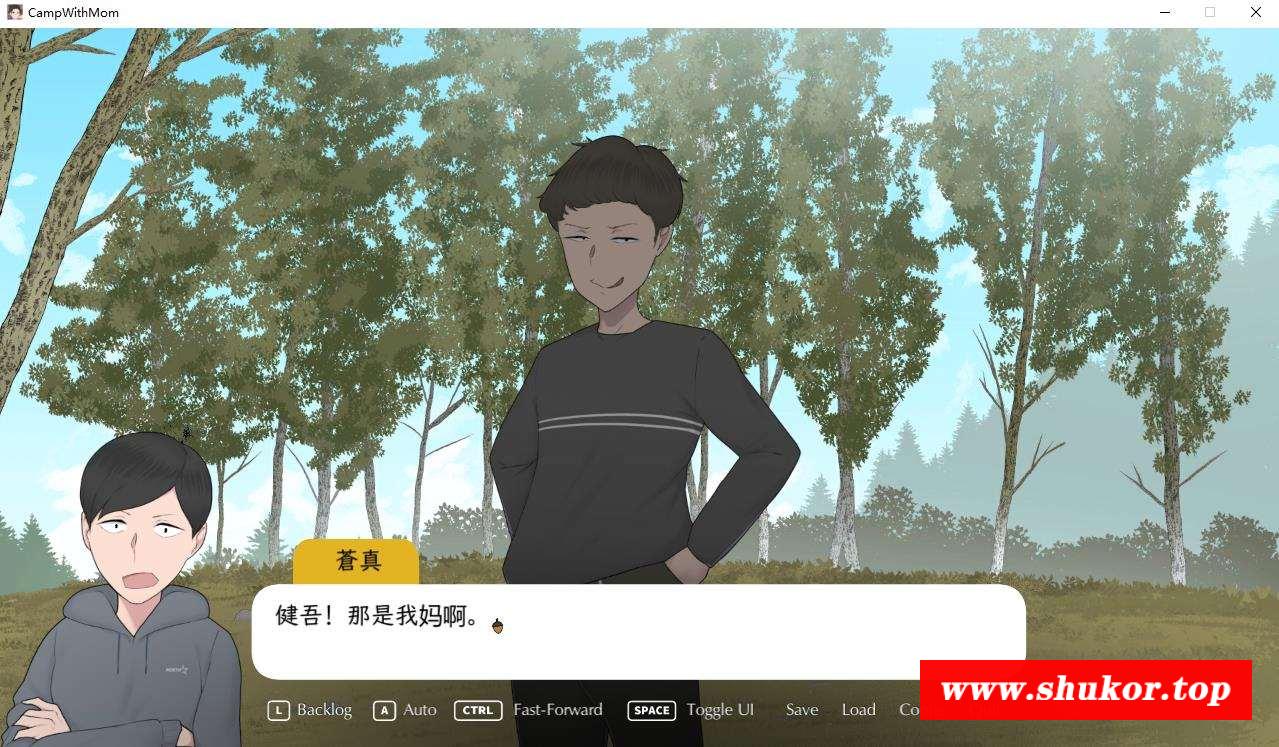 CampWithMom
蒼真
健吾！那是我妈啊。
L Backlog A Auto CTRL Fast-Forward SPACE Toggle UI Save Load Co
www.shukor.top